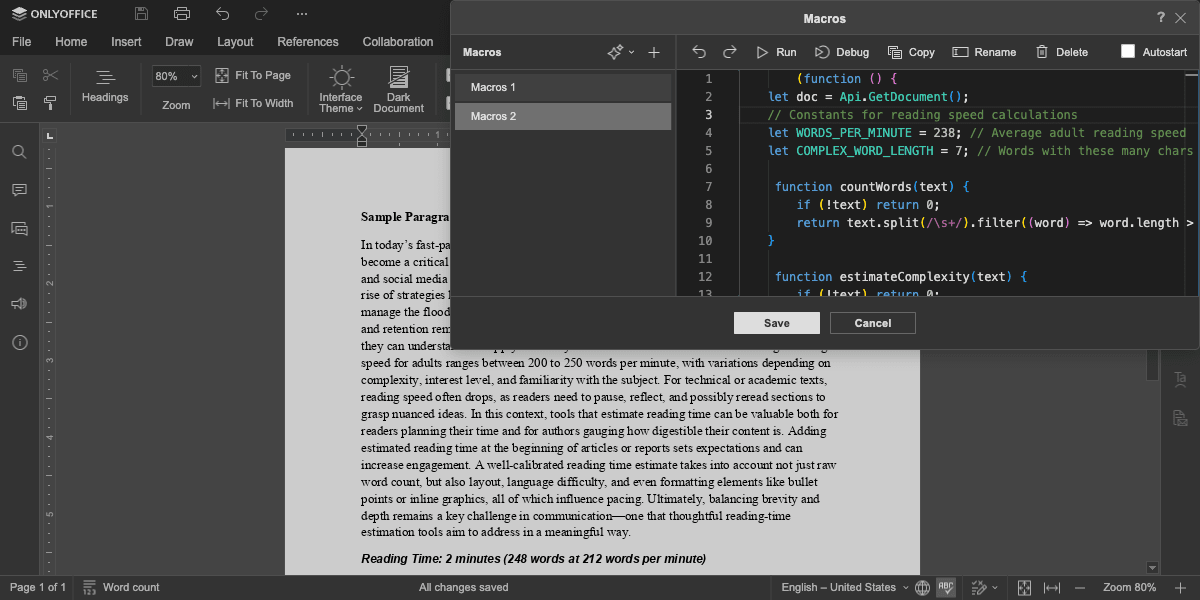 ONLYOFFICE
File Home Insert Draw Layout References Collaboration
Headings
80%
Zoom
Fit To Page
Fit To Width
Interface
Theme
Dark
Document
Macros
?
Macros
Run Debug Copy Rename Delete Autostart
Macros 1
Macros 2
1 (function () {
2 let doc = Api.GetDocument();
3 // Constants for reading speed calculations
4 let WORDS_PER_MINUTE = 238; // Average adult reading speed
5 let COMPLEX_WORD_LENGTH = 7; // Words with these many chars
6
7 function countWords(text) {
8 if (!text) return 0;
9 return text.split(/\s+/).filter((word) => word.length >
10 }
11
12 function estimateComplexity(text) {
13 if (!text) return 0;
Save Cancel
Sample Paragra
In today's fast-pa
become a critical
and social media
rise of strategies
manage the flood
and retention rem
they can understa
speed for adults ranges between 200 to 250 words per minute, with variations depending on
complexity, interest level, and familiarity with the subject. For technical or academic texts,
reading speed often drops, as readers need to pause, reflect, and possibly reread sections to
grasp nuanced ideas. In this context, tools that estimate reading time can be valuable both for
readers planning their time and for authors gauging how digestible their content is. Adding
estimated reading time at the beginning of articles or reports sets expectations and can
increase engagement. A well-calibrated reading time estimate takes into account not just raw
word count, but also layout, language difficulty, and even formatting elements like bullet
points or inline graphics, all of which influence pacing. Ultimately, balancing brevity and
depth remains a key challenge in communication—one that thoughtful reading-time
estimation tools aim to address in a meaningful way.
Reading Time: 2 minutes (248 words at 212 words per minute)
Page 1 of 1 Word count All changes saved English – United States Zoom 80%